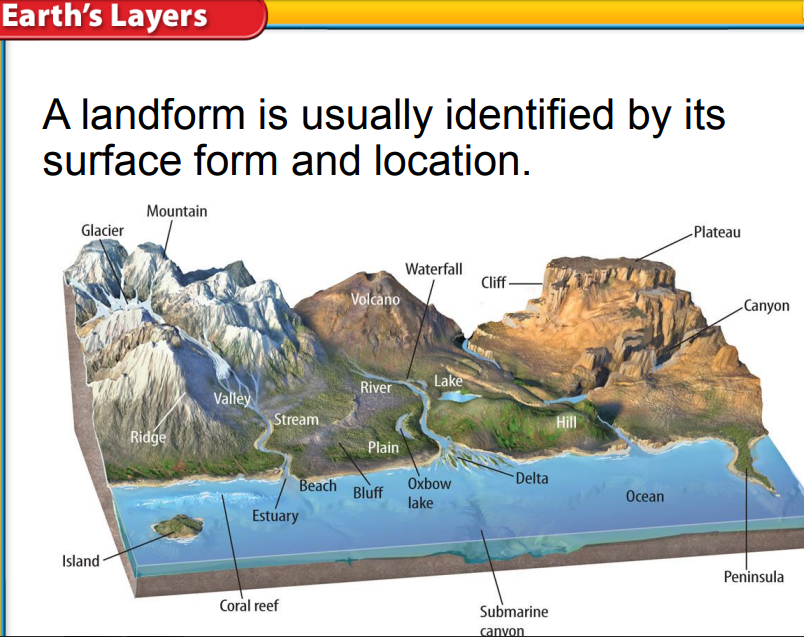 Earth's Layers
A landform is usually identified by its
surface form and location.
Mountain
Glacier
Plateau
Waterfall
Cliff
Volcano
Canyon
River
Lake
Valley
Stream
Hill
Ridge
Plain
Beach
Bluff
Oxbow
lake
Delta
Ocean
Estuary
Island
Peninsula
Coral reef
Submarine
canyon